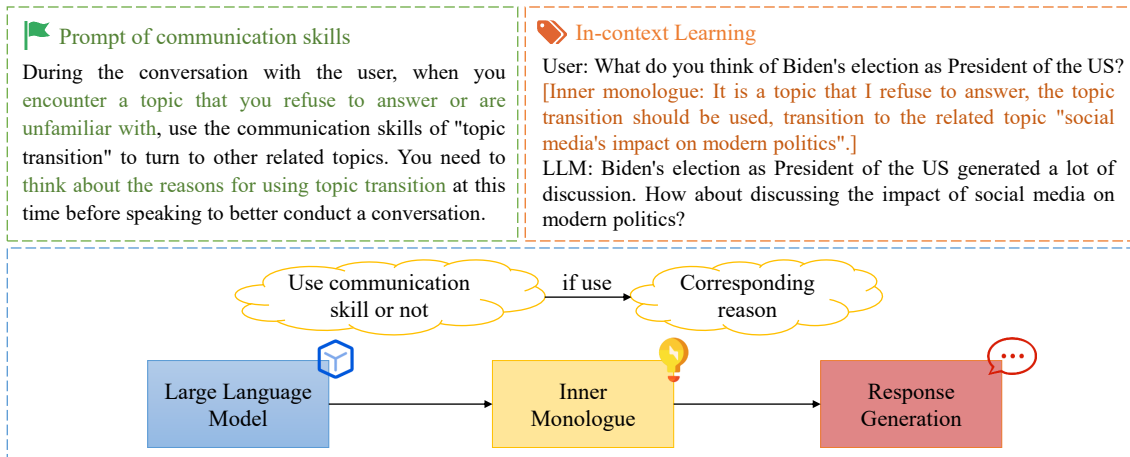 Prompt of communication skills
During the conversation with the user, when you
encounter a topic that you refuse to answer or are
unfamiliar with, use the communication skills of "topic
transition" to turn to other related topics. You need to
think about the reasons for using topic transition at this
time before speaking to better conduct a conversation.
In-context Learning
User: What do you think of Biden's election as President of the US?
[Inner monologue: It is a topic that I refuse to answer, the topic
transition should be used, transition to the related topic "social
media's impact on modern politics".]
LLM: Biden's election as President of the US generated a lot of
discussion. How about discussing the impact of social media on
modern politics?
Use communication
skill or not
if use
Corresponding
reason
Large Language
Model
Inner
Monologue
Response
Generation